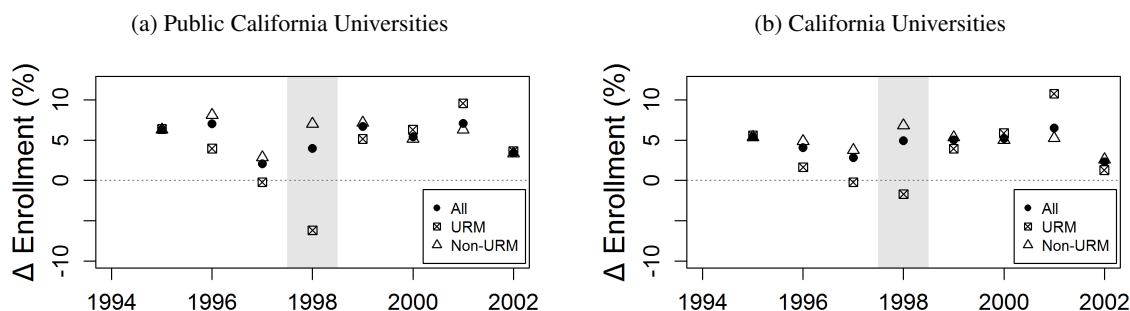 (a) Public California Universities
Δ Enrollment (%)
10
5
0
-10
All
URM
Non-URM
1994 1996 1998 2000 2002
(b) California Universities
Δ Enrollment (%)
10
5
0
-10
All
URM
Non-URM
1994 1996 1998 2000 2002